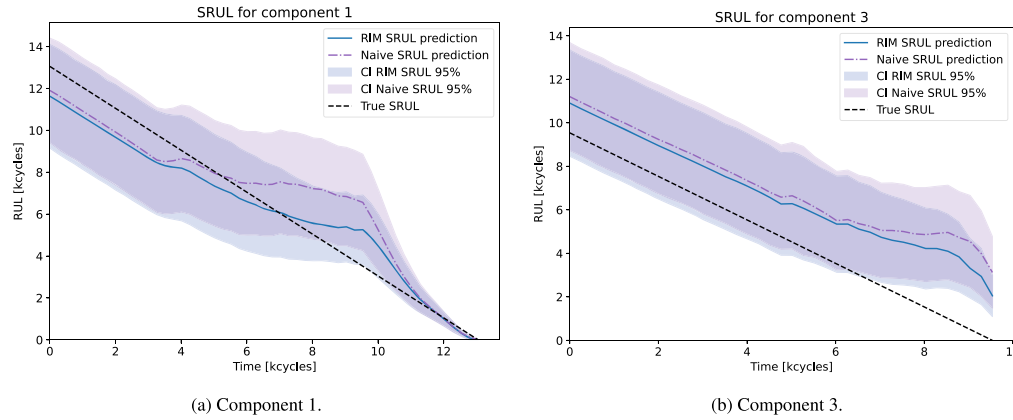 SRUL for component 1
RUL [kcycles]
14
12
10
8
6
4
2
0
RIM SRUL prediction
Naive SRUL prediction
CI RIM SRUL 95%
CI Naive SRUL 95%
True SRUL
0 2 4 6 8 10 12
Time [kcycles]
(a) Component 1.
SRUL for component 3
RUL [kcycles]
14
12
10
8
6
4
2
0
RIM SRUL prediction
Naive SRUL prediction
CI RIM SRUL 95%
CI Naive SRUL 95%
True SRUL
0 2 4 6 8
Time [kcycles]
(b) Component 3.